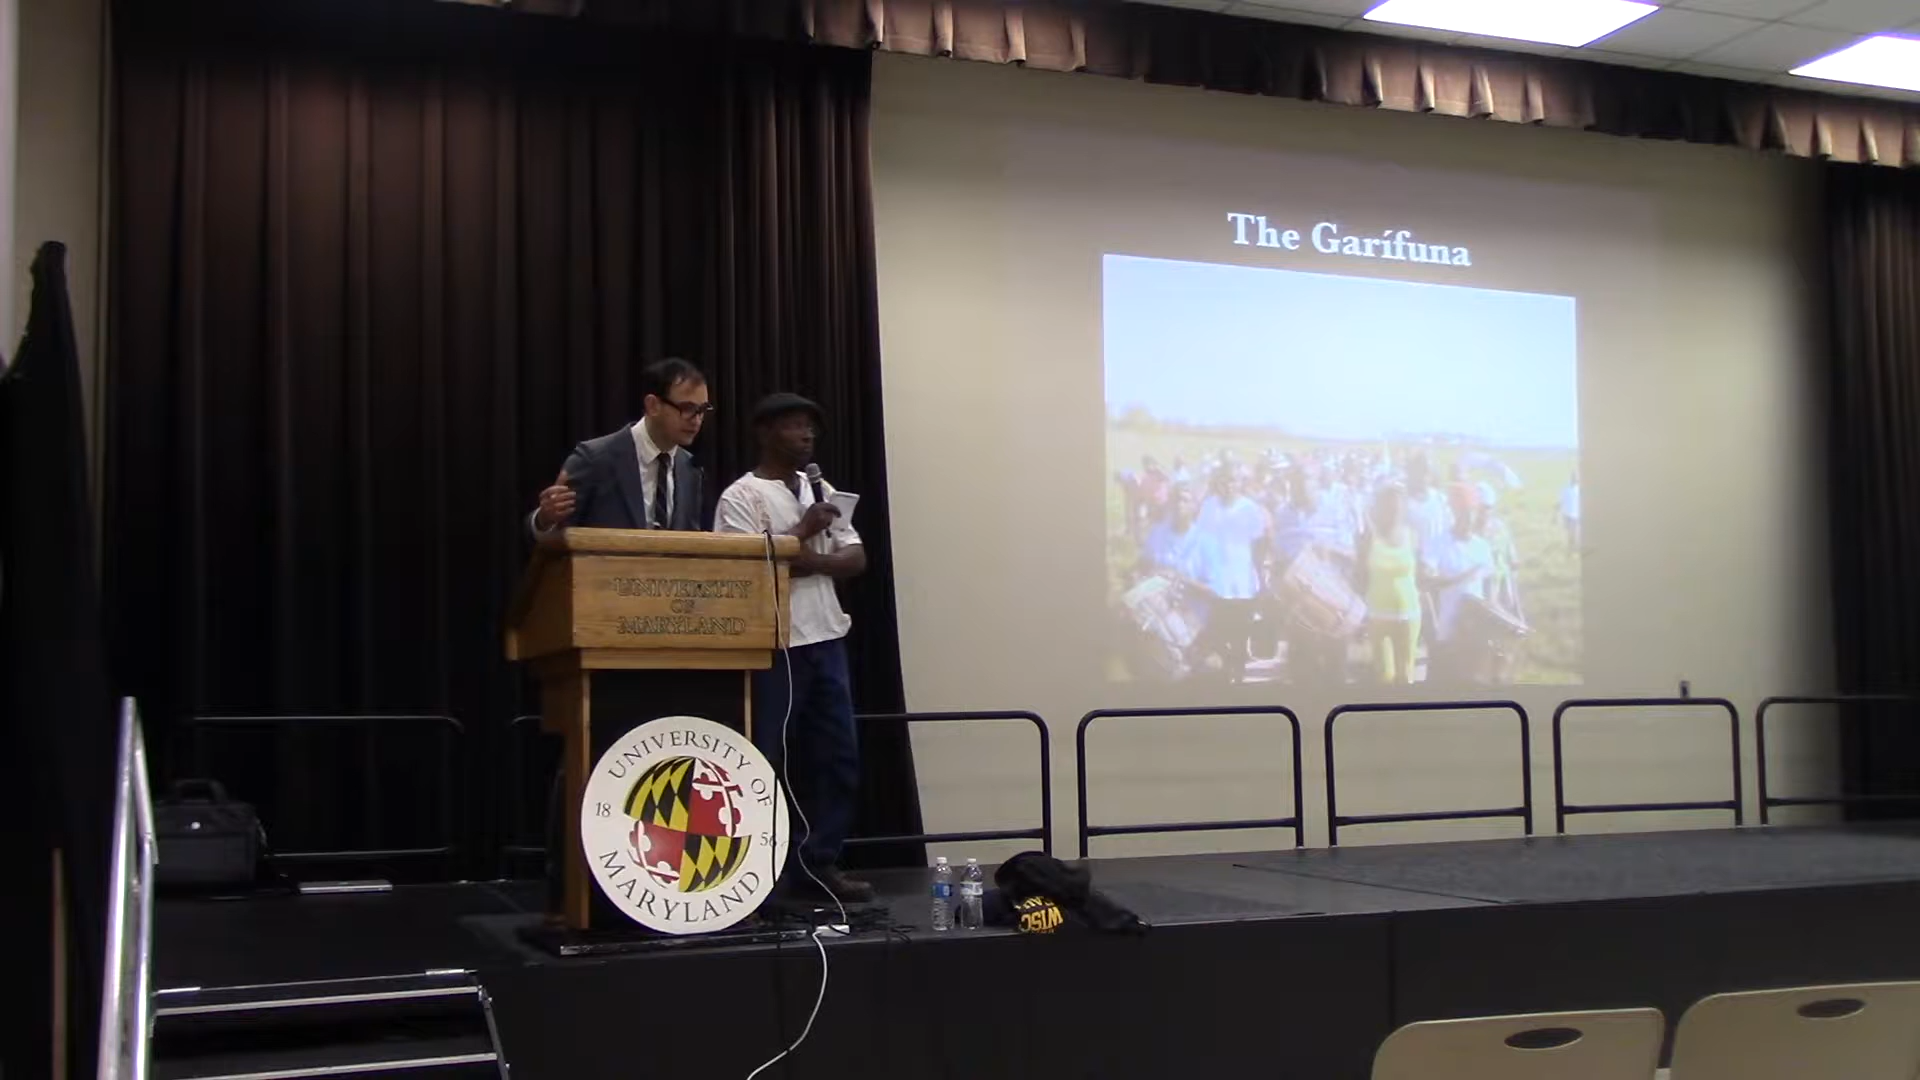 The Garífuna
UNIVERSITY
OF
MARYLAND
UNIVERSITY OF
18
56
MARYLAND